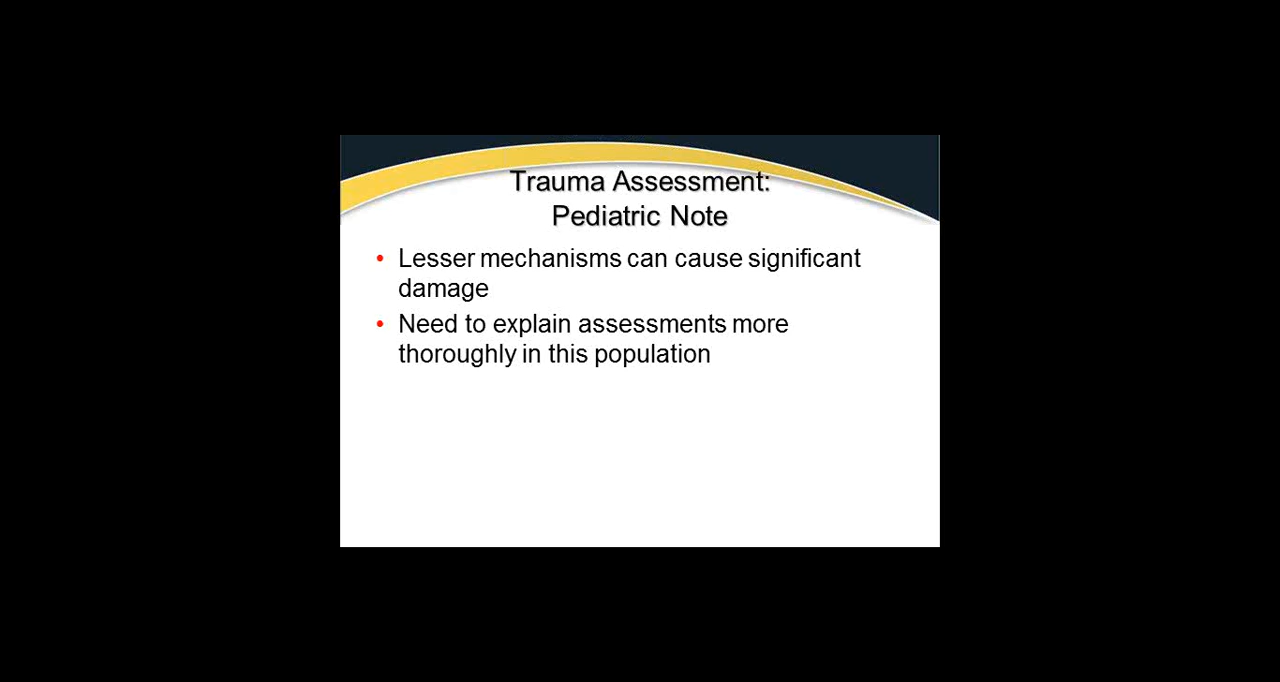 Trauma Assessment:
Pediatric Note
• Lesser mechanisms can cause significant
damage
• Need to explain assessments more
thoroughly in this population